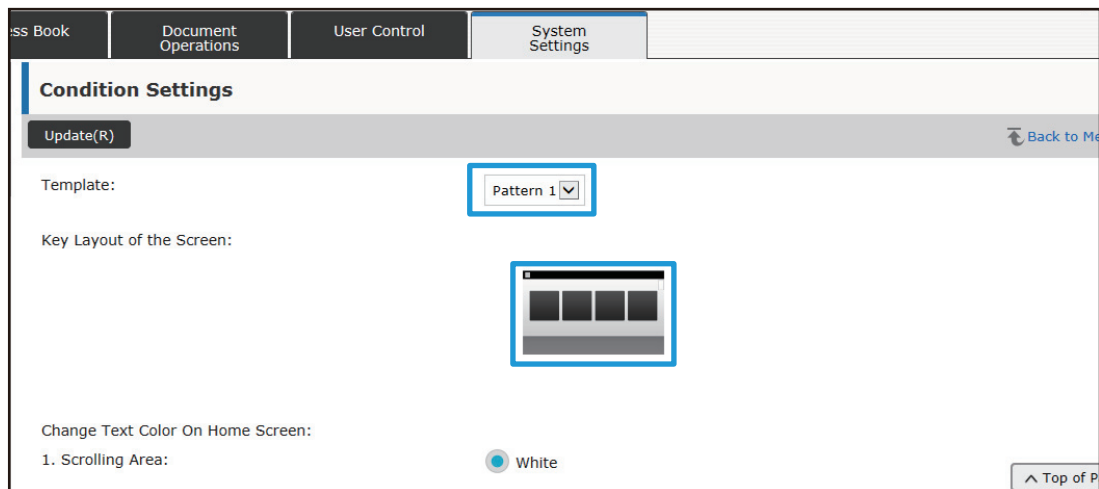 ess Book
Document
Operations
User Control
System
Settings
Condition Settings
Update(R)
Back to Me
Template:
Pattern 1
Key Layout of the Screen:
Change Text Color On Home Screen:
1. Scrolling Area:
White
Top of P